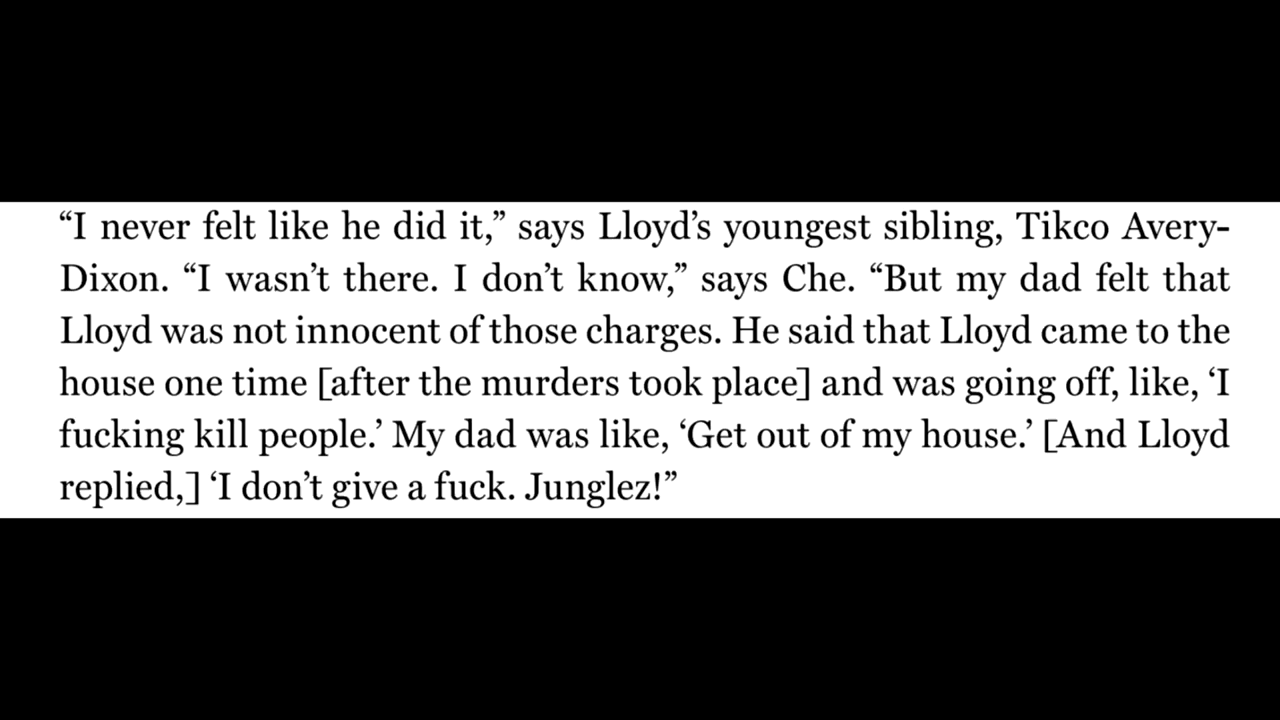 “I never felt like he did it,” says Lloyd’s youngest sibling, Tikco Avery-
Dixon. “I wasn’t there. I don’t know,” says Che. “But my dad felt that
Lloyd was not innocent of those charges. He said that Lloyd came to the
house one time [after the murders took place] and was going off, like, ‘I
fucking kill people.’ My dad was like, ‘Get out of my house.’ [And Lloyd
replied,] ‘I don’t give a fuck. Junglez!”